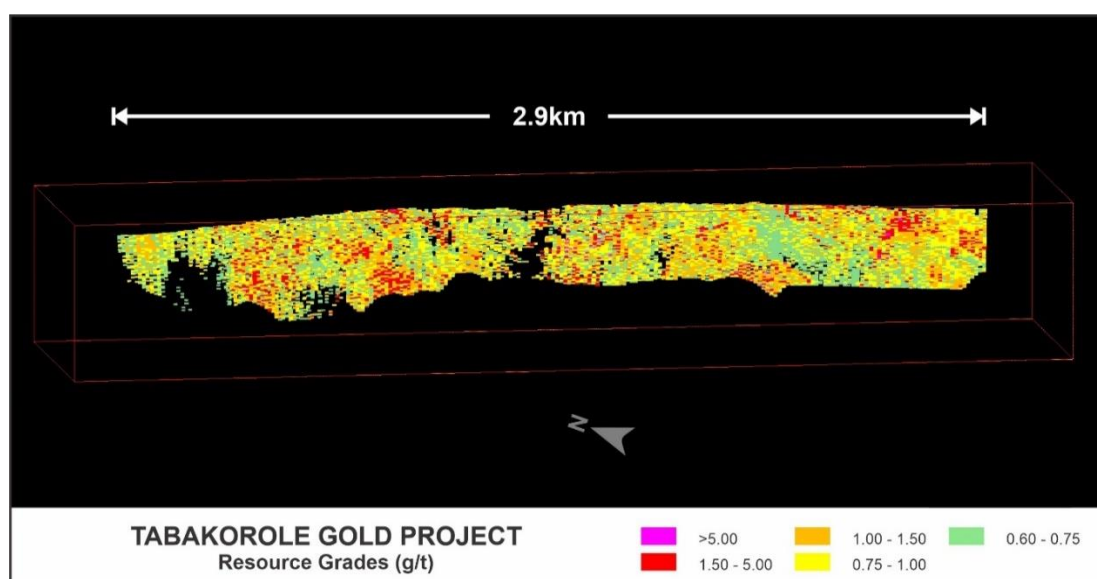 2.9km
N
TABAKOROLE GOLD PROJECT
Resource Grades (g/t)
>5.00
1.00 - 1.50
0.60 - 0.75
1.50 - 5.00
0.75 - 1.00